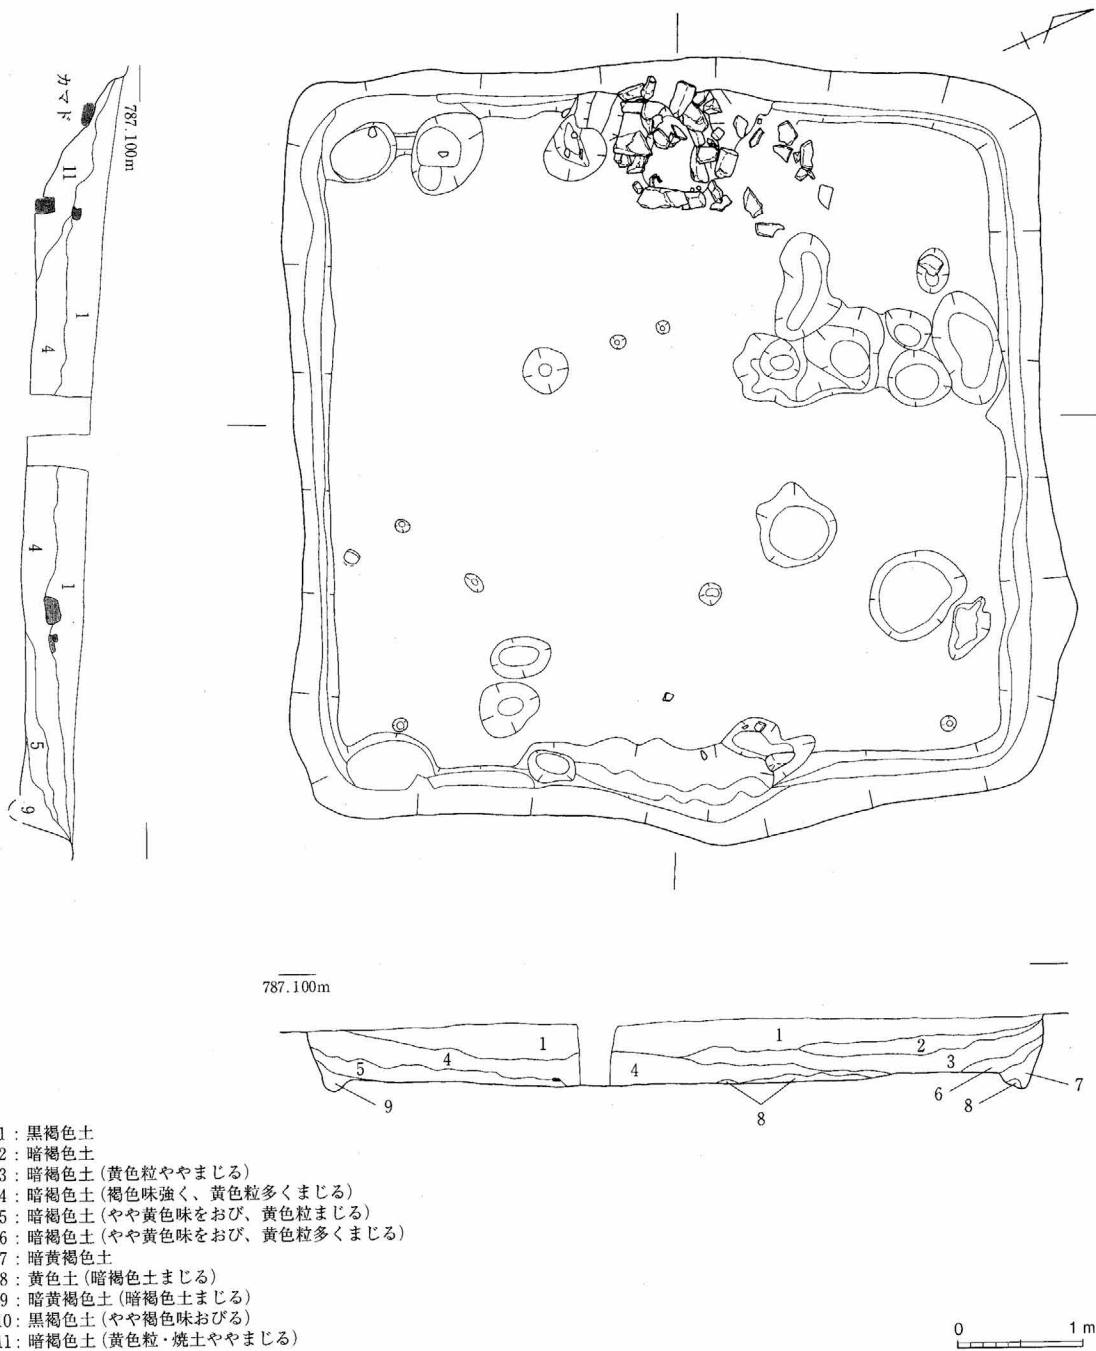 カマド
787.100m
11
1
4
4
1
5
9
787.100m
1
4
5
9
1
2
4
3
6
8
7
8
1：黒褐色土
2：暗褐色土
3：暗褐色土（黄色粒ややまじる）
4：暗褐色土（褐色味強く、黄色粒多くまじる）
5：暗褐色土（やや黄色味をおび、黄色粒まじる）
6：暗褐色土（やや黄色味をおび、黄色粒多くまじる）
7：暗黄褐色土
8：黄色土（暗褐色土まじる）
9：暗黄褐色土（暗褐色土まじる）
10：黒褐色土（やや褐色味おびる）
11：暗褐色土（黄色粒・焼土ややまじる）
0 1 m